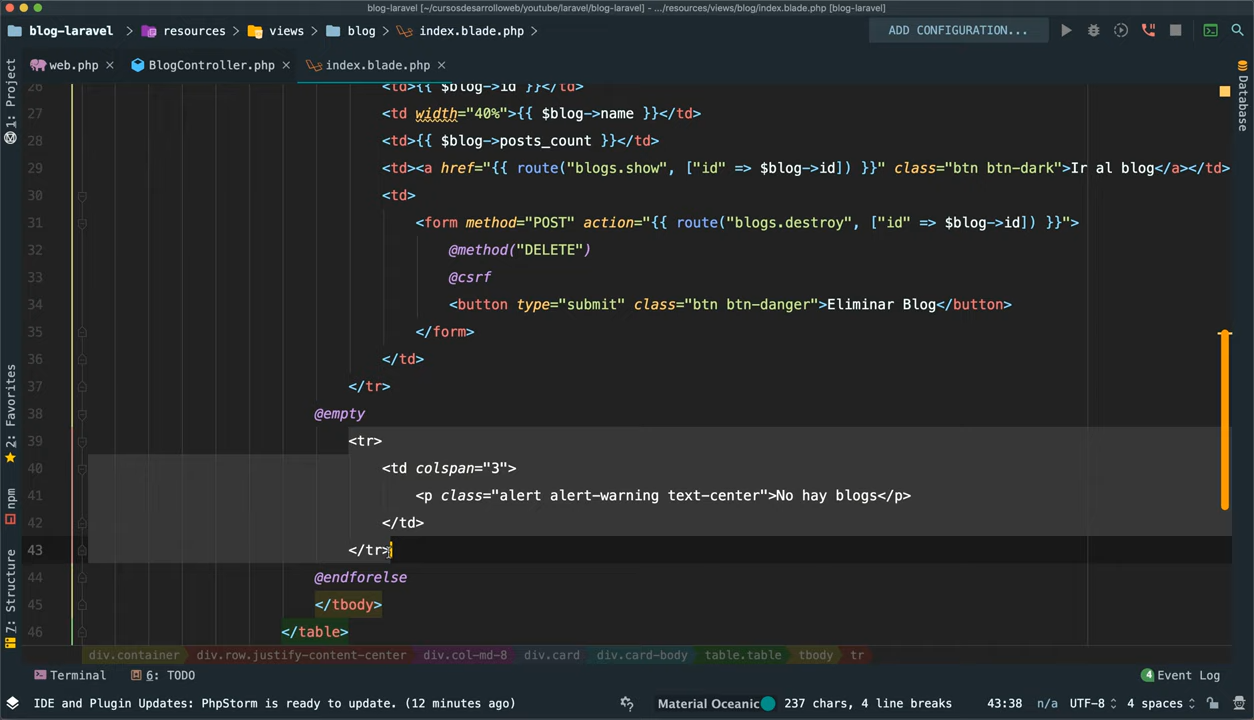 blog-laravel [~/cursosdesarrolloweb/youtube/laravel/blog-laravel] - .../resources/views/blog/index.blade.php [blog-laravel]
blog-laravel resources views blog index.blade.php ADD CONFIGURATION...
web.php BlogController.php index.blade.php
26 <td>{{ $blog->id }}</td>
27 <td width="40%">{{ $blog->name }}</td>
28 <td>{{ $blog->posts_count }}</td>
29 <td><a href="{{ route("blogs.show", ["id" => $blog->id]) }}" class="btn btn-dark">Ir al blog</a></td>
30 <td>
31 <form method="POST" action="{{ route("blogs.destroy", ["id" => $blog->id]) }}">
32 @method("DELETE")
33 @csrf
34 <button type="submit" class="btn btn-danger">Eliminar Blog</button>
35 </form>
36 </td>
37 </tr>
38 @empty
39 <tr>
40 <td colspan="3">
41 <p class="alert alert-warning text-center">No hay blogs</p>
42 </td>
43 </tr>
44 @endforelse
45 </tbody>
46 </table>
div.container div.row.justify-content-center div.col-md-8 div.card div.card-body table.table tbody tr
Terminal 6: TODO 4 Event Log
IDE and Plugin Updates: PhpStorm is ready to update. (12 minutes ago) Material Oceanic 237 chars, 4 line breaks 43:38 n/a UTF-8 4 spaces
1: Project
2: Favorites
npm
7: Structure
Database